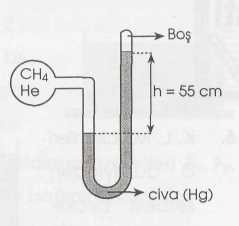 Boş
CH₄
He
h = 55 cm
civa (Hg)